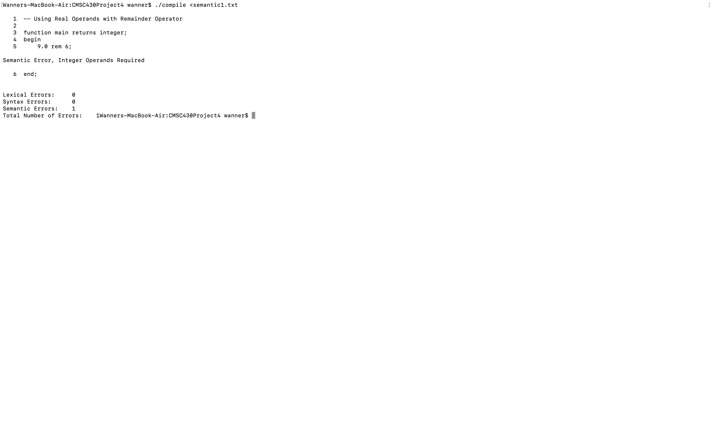 Wanners-MacBook-Air:CMSC430Project4 wanner$ ./compile <semantic1.txt
1 -- Using Real Operands with Remainder Operator
2
3 function main returns integer;
4 begin
5 9.0 rem 6;
Semantic Error, Integer Operands Required
6 end;
Lexical Errors: 0
Syntax Errors: 0
Semantic Errors: 1
Total Number of Errors: 1Wanners-MacBook-Air:CMSC430Project4 wanner$